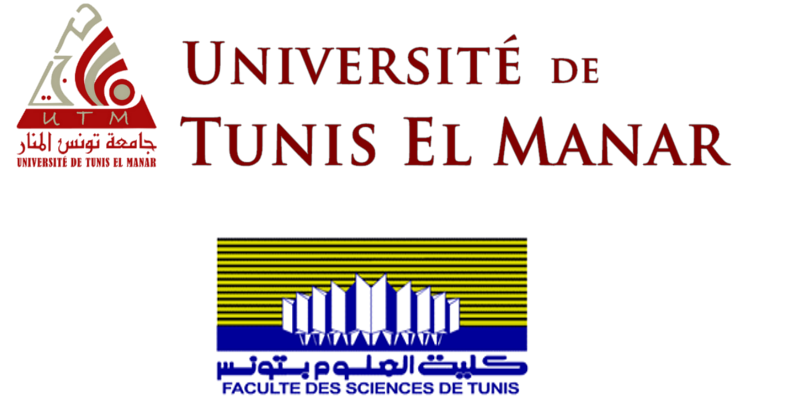 UNIVERSITÉ DE
TUNIS EL MANAR
UTM
جامعة تونس المنار
UNIVERSITÉ DE TUNIS EL MANAR
كلية العلوم بتونس
FACULTE DES SCIENCES DE TUNIS